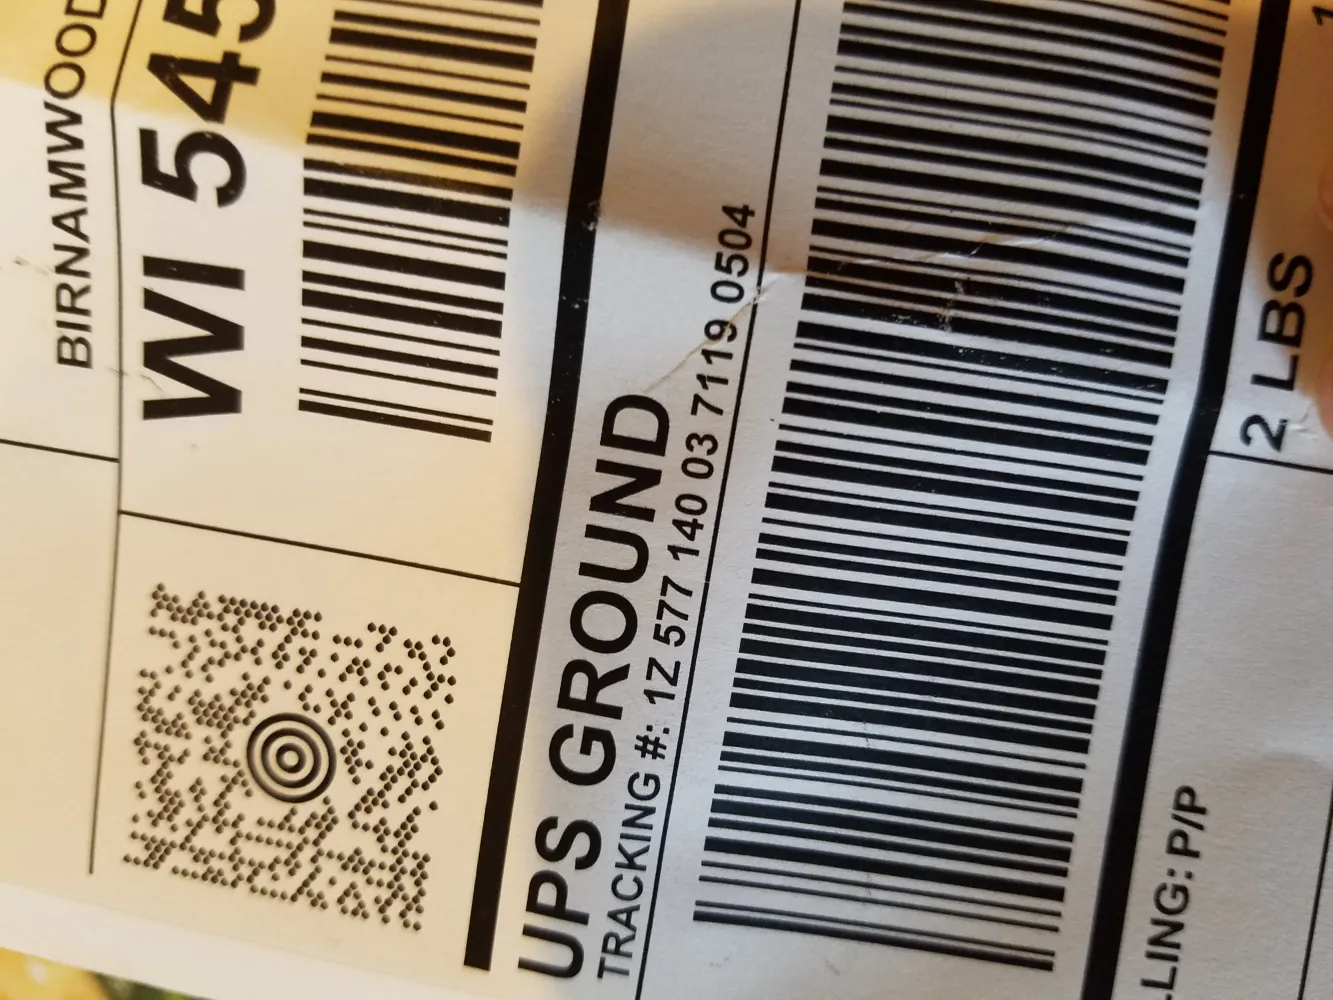 BIRNAMWOOD
WI 545
UPS GROUND
TRACKING #: 1Z 577 140 03 7119 0504
2 LBS
LLING: P/P